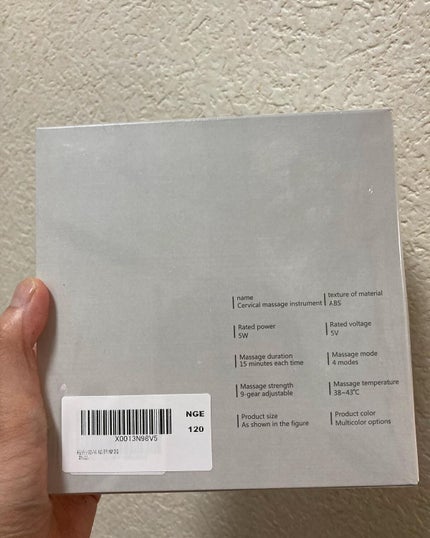 name
Cervical massage instrument
texture of material
ABS
Rated power
5W
Rated voltage
5V
Massage duration
15 minutes each time
Massage mode
4 modes
Massage strength
9-gear adjustable
Massage temperature
38~43℃
Product size
As shown in the figure
Product color
Multicolor options
NGE
120
X0013N98V5